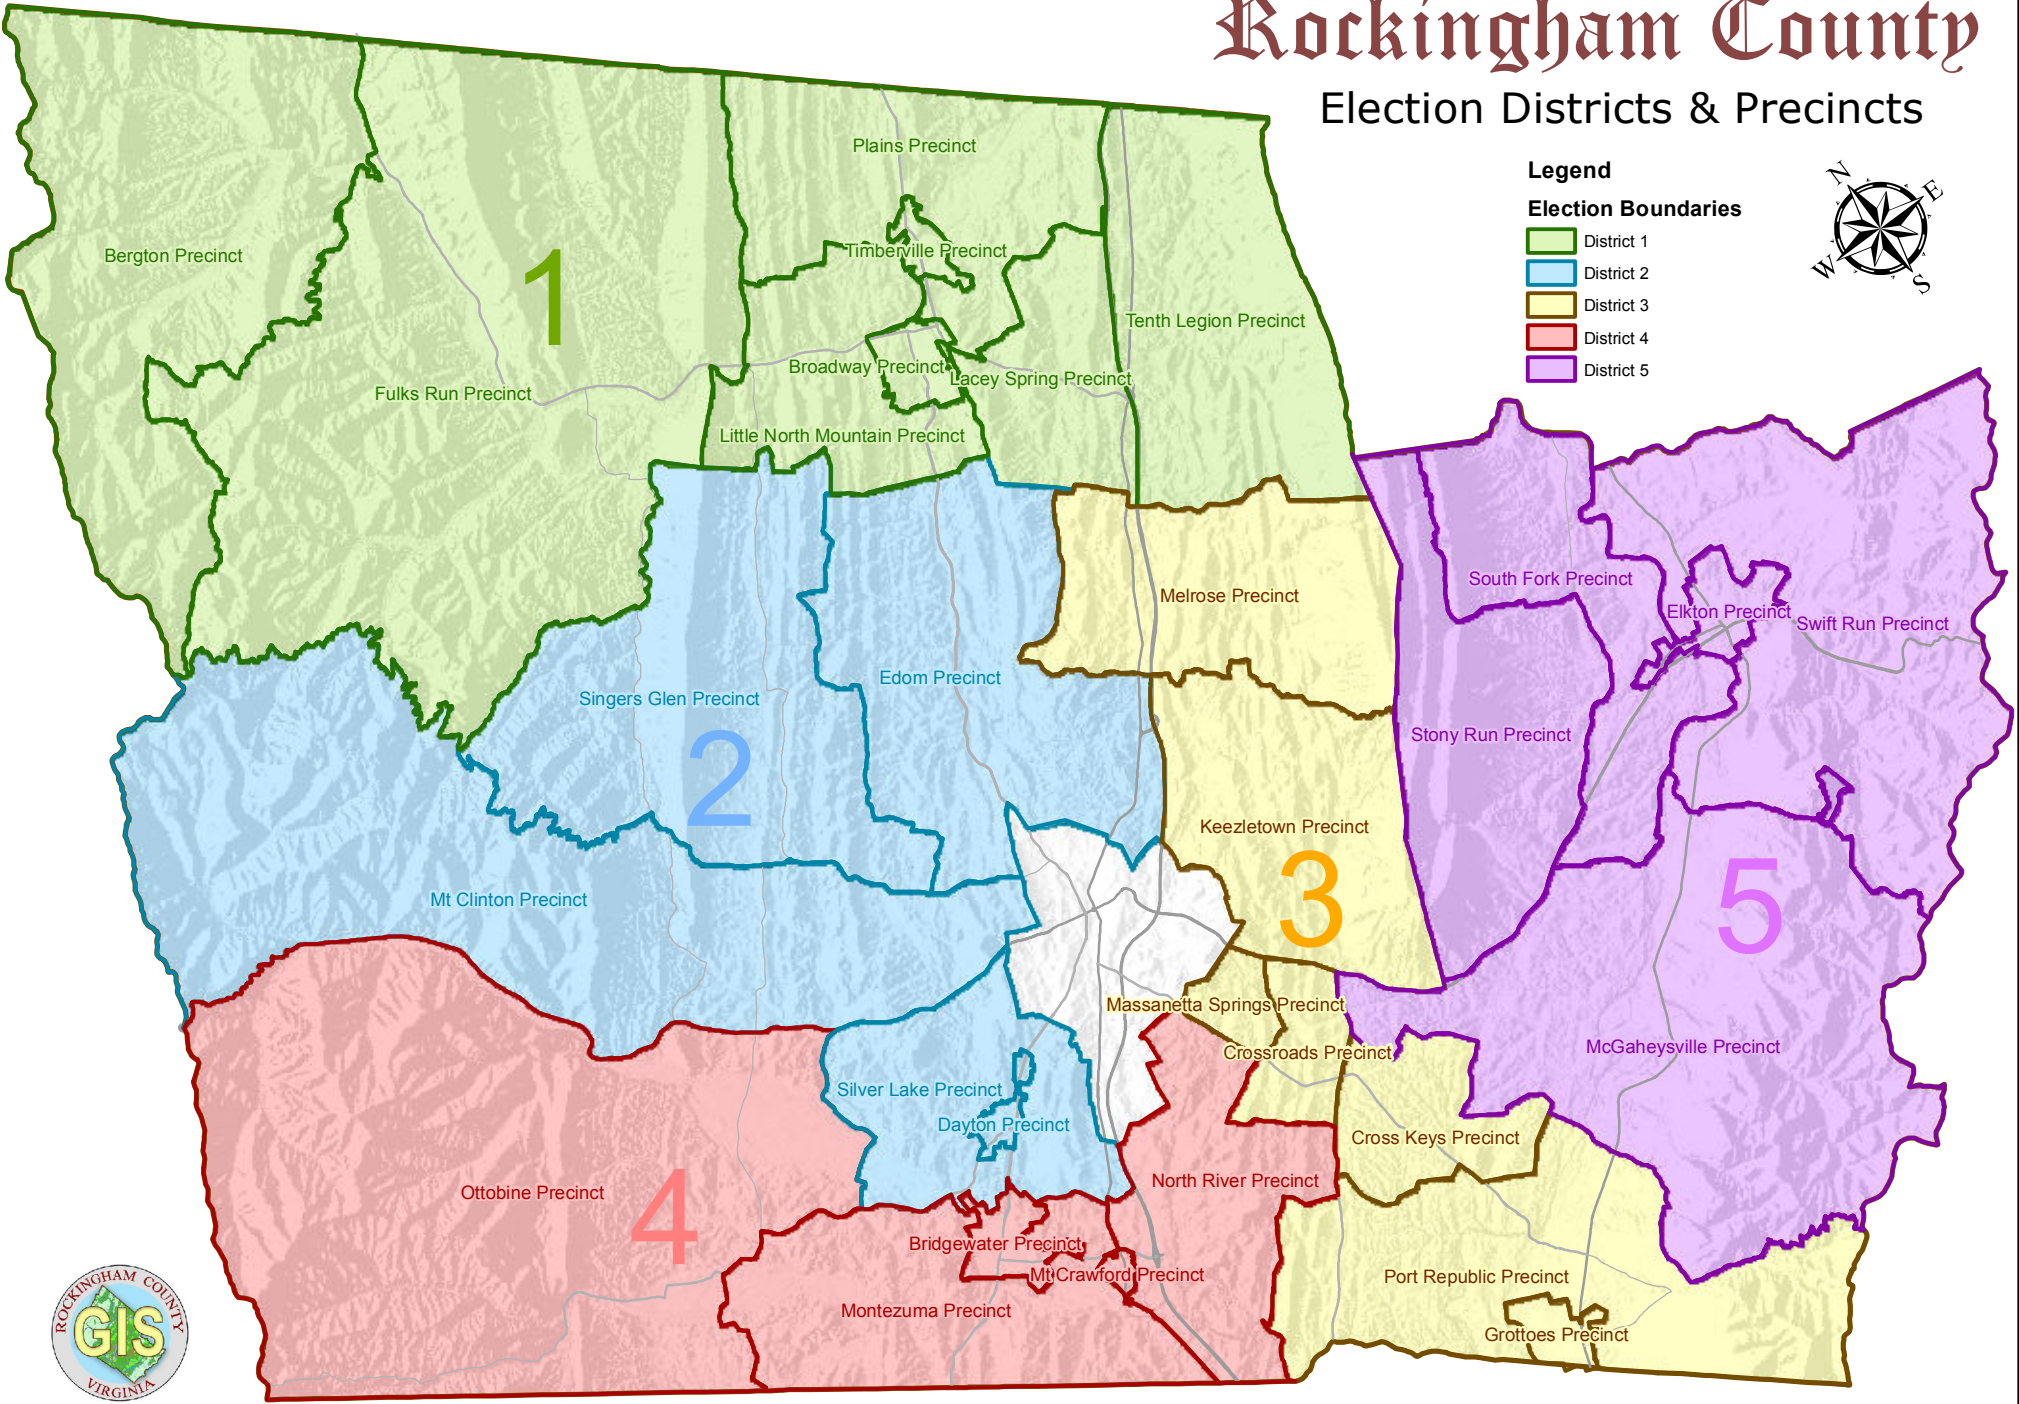 Rockingham County
Election Districts & Precincts
Legend
Election Boundaries
District 1
District 2
District 3
District 4
District 5
N
E
W
S
Plains Precinct
Bergton Precinct
Timberville Precinct
1
Tenth Legion Precinct
Broadway Precinct
Lacey Spring Precinct
Fulks Run Precinct
Little North Mountain Precinct
South Fork Precinct
Melrose Precinct
Elkton Precinct
Swift Run Precinct
Edom Precinct
Singers Glen Precinct
Stony Run Precinct
2
Keezletown Precinct
3
5
Mt Clinton Precinct
Massanetta Springs Precinct
McGaheysville Precinct
Crossroads Precinct
Silver Lake Precinct
Dayton Precinct
Cross Keys Precinct
North River Precinct
Ottobine Precinct
4
Bridgewater Precinct
Mt Crawford Precinct
Port Republic Precinct
Montezuma Precinct
Grottoes Precinct
ROCKINGHAM COUNTY
GIS
VIRGINIA